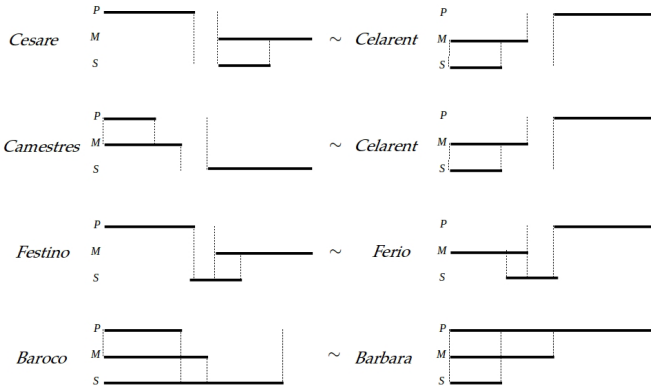 P P
Cesare M ~ Celarent M
S S
P P
Camestres M ~ Celarent M
S S
P P
Festino M ~ Ferio M
S S
P P
Baroco M ~ Barbara M
S S